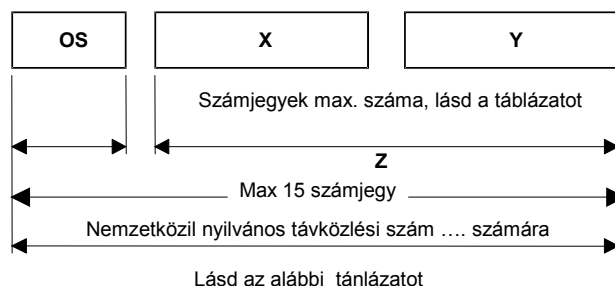 OS X Y
Számjegyek max. száma, lásd a táblázatot
Z
Max 15 számjegy
Nemzetközil nyilvános távközlési szám .... számára
Lásd az alábbi tánlázatot